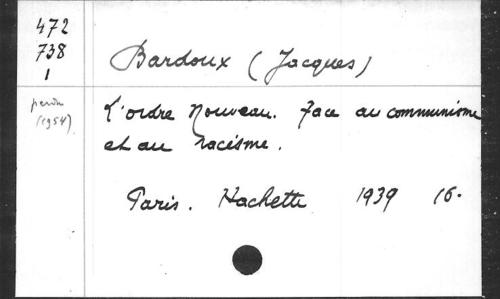 472
738
1
Bardoux (Jacques)
perdu
(1954)
L'ordre Nouveau. Face au communisme
et au racisme.
Paris. Hachette 1939 16.